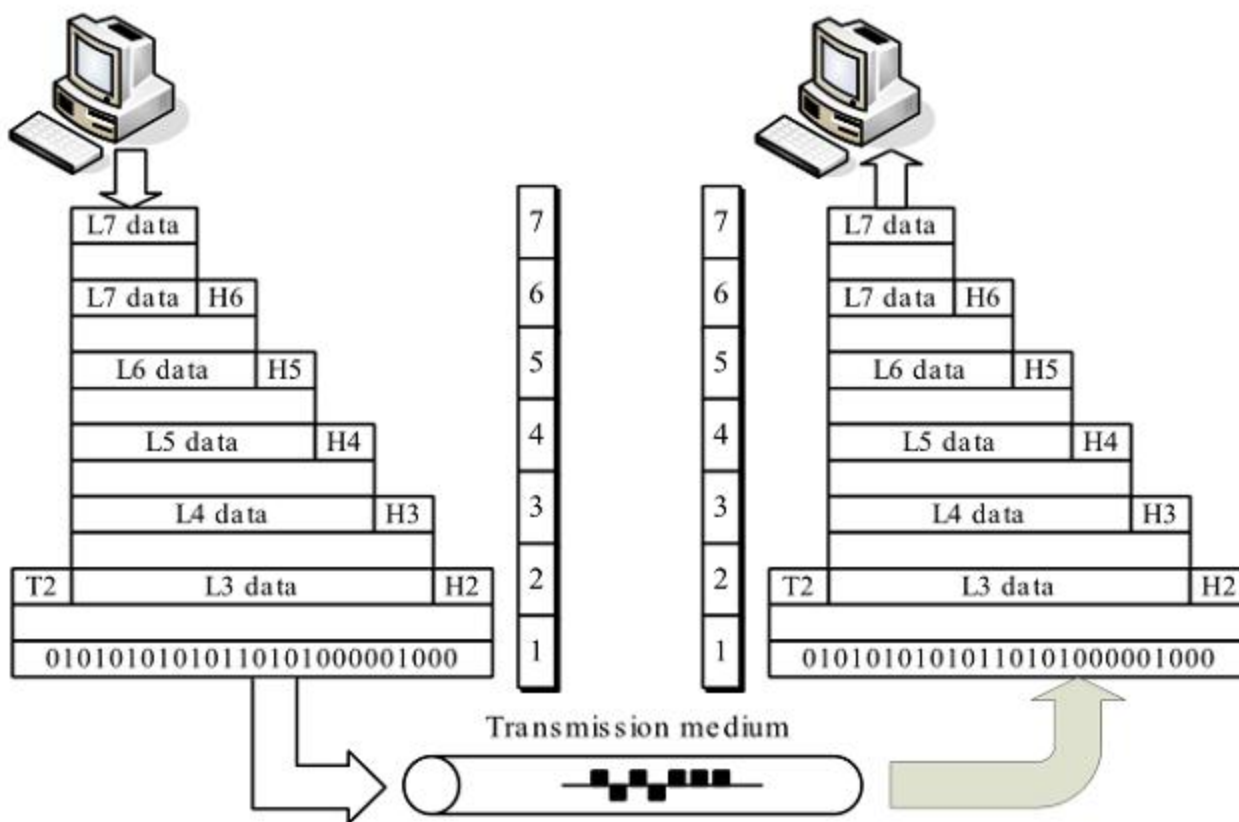 L7 data
L7 data H6
L6 data H5
L5 data H4
L4 data H3
T2 L3 data H2
010101010101101010000010​00
7
6
5
4
3
2
1
7
6
5
4
3
2
1
L7 data
L7 data H6
L6 data H5
L5 data H4
L4 data H3
T2 L3 data H2
01010101010110101000001000
Transmission medium